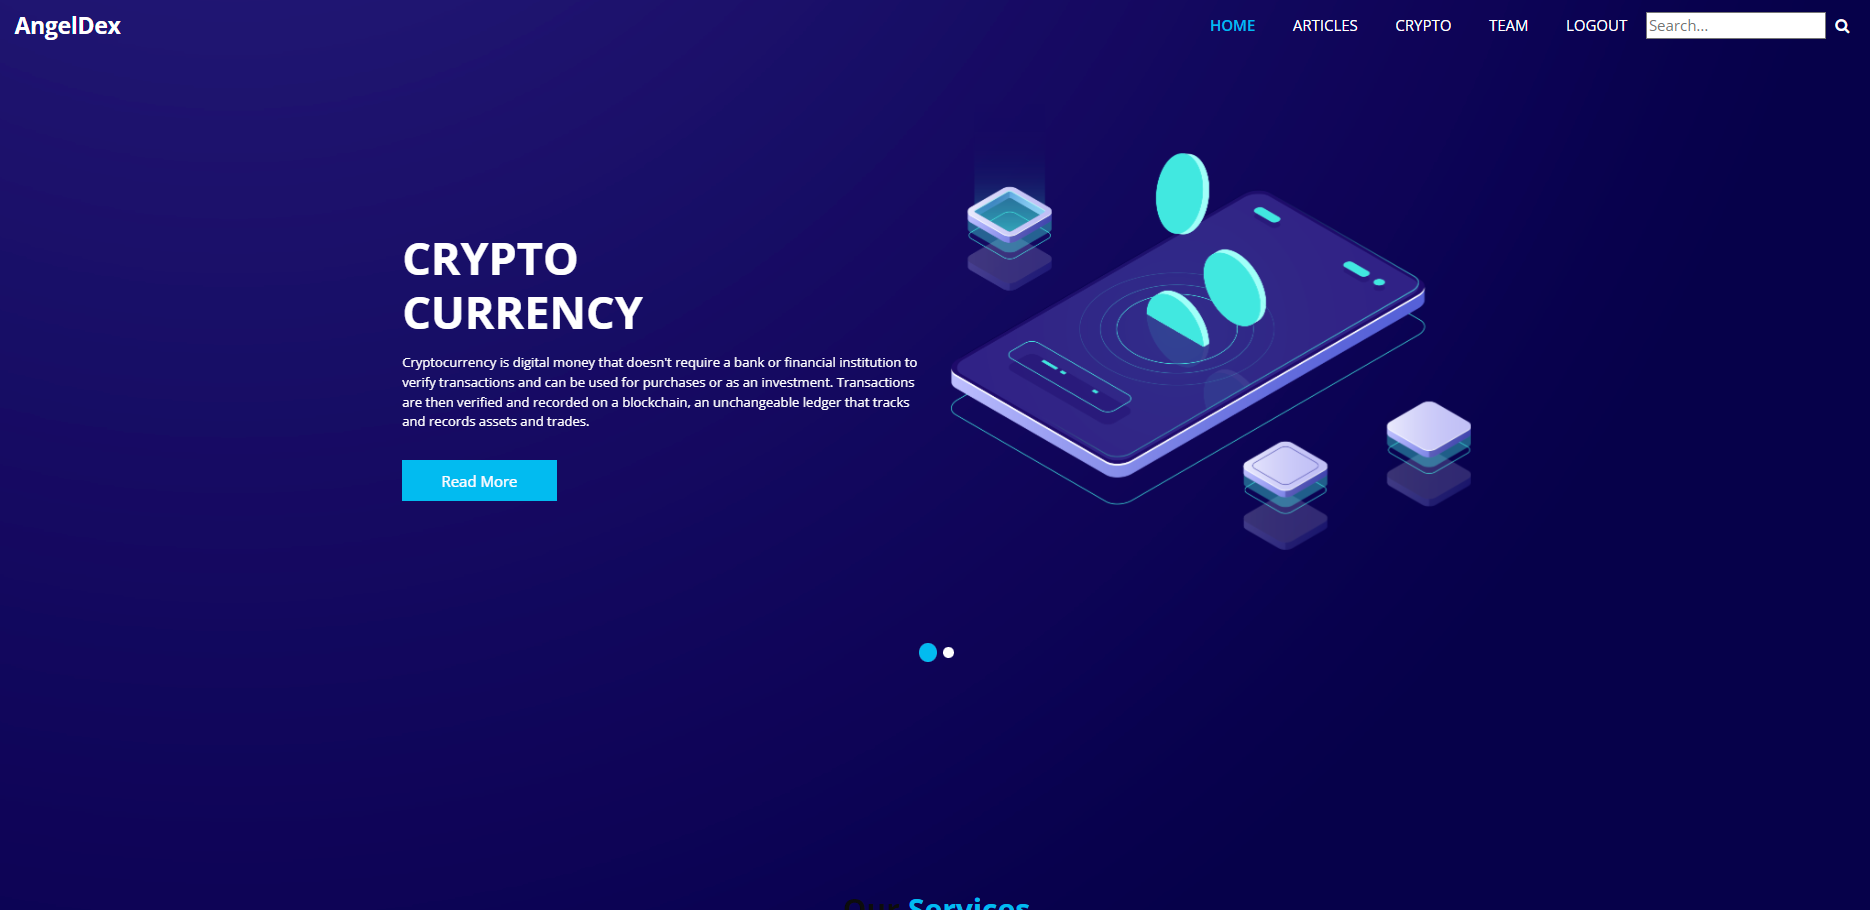 AngelDex
HOME ARTICLES CRYPTO TEAM LOGOUT Search...
CRYPTO
CURRENCY
Cryptocurrency is digital money that doesn't require a bank or financial institution to
verify transactions and can be used for purchases or as an investment. Transactions
are then verified and recorded on a blockchain, an unchangeable ledger that tracks
and records assets and trades.
Read More
Our Services